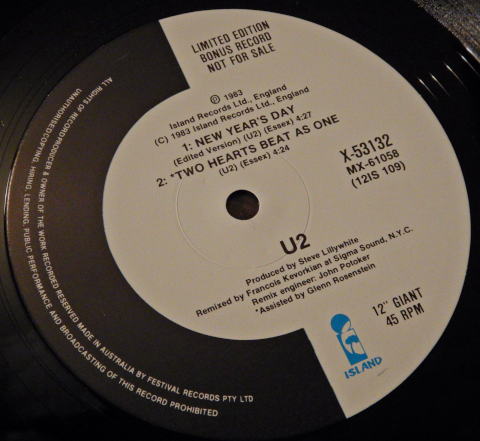 LIMITED EDITION
BONUS RECORD
NOT FOR SALE
Ⓟ 1983
Island Records Ltd., England
(C) 1983 Island Records Ltd., England
1: NEW YEAR'S DAY
(Edited Version) (U2) (Essex) 4:27
2: *TWO HEARTS BEAT AS ONE
(U2) (Essex) 4:24
X-53132
MX-61058
(12IS 109)
U2
Produced by Steve Lillywhite
Remixed by Francois Kevorkian at Sigma Sound, N.Y.C.
Remix engineer: John Potoker
*Assisted by Glenn Rosenstein
12" GIANT
45 RPM
ISLAND
ALL RIGHTS OF RECORD PRODUCER & OWNER OF THE WORK RECORDED RESERVED MADE IN AUSTRALIA BY FESTIVAL RECORDS PTY LTD
UNAUTHORISED COPYING, HIRING, LENDING, PUBLIC PERFORMANCE AND BROADCASTING OF THIS RECORD PROHIBITED